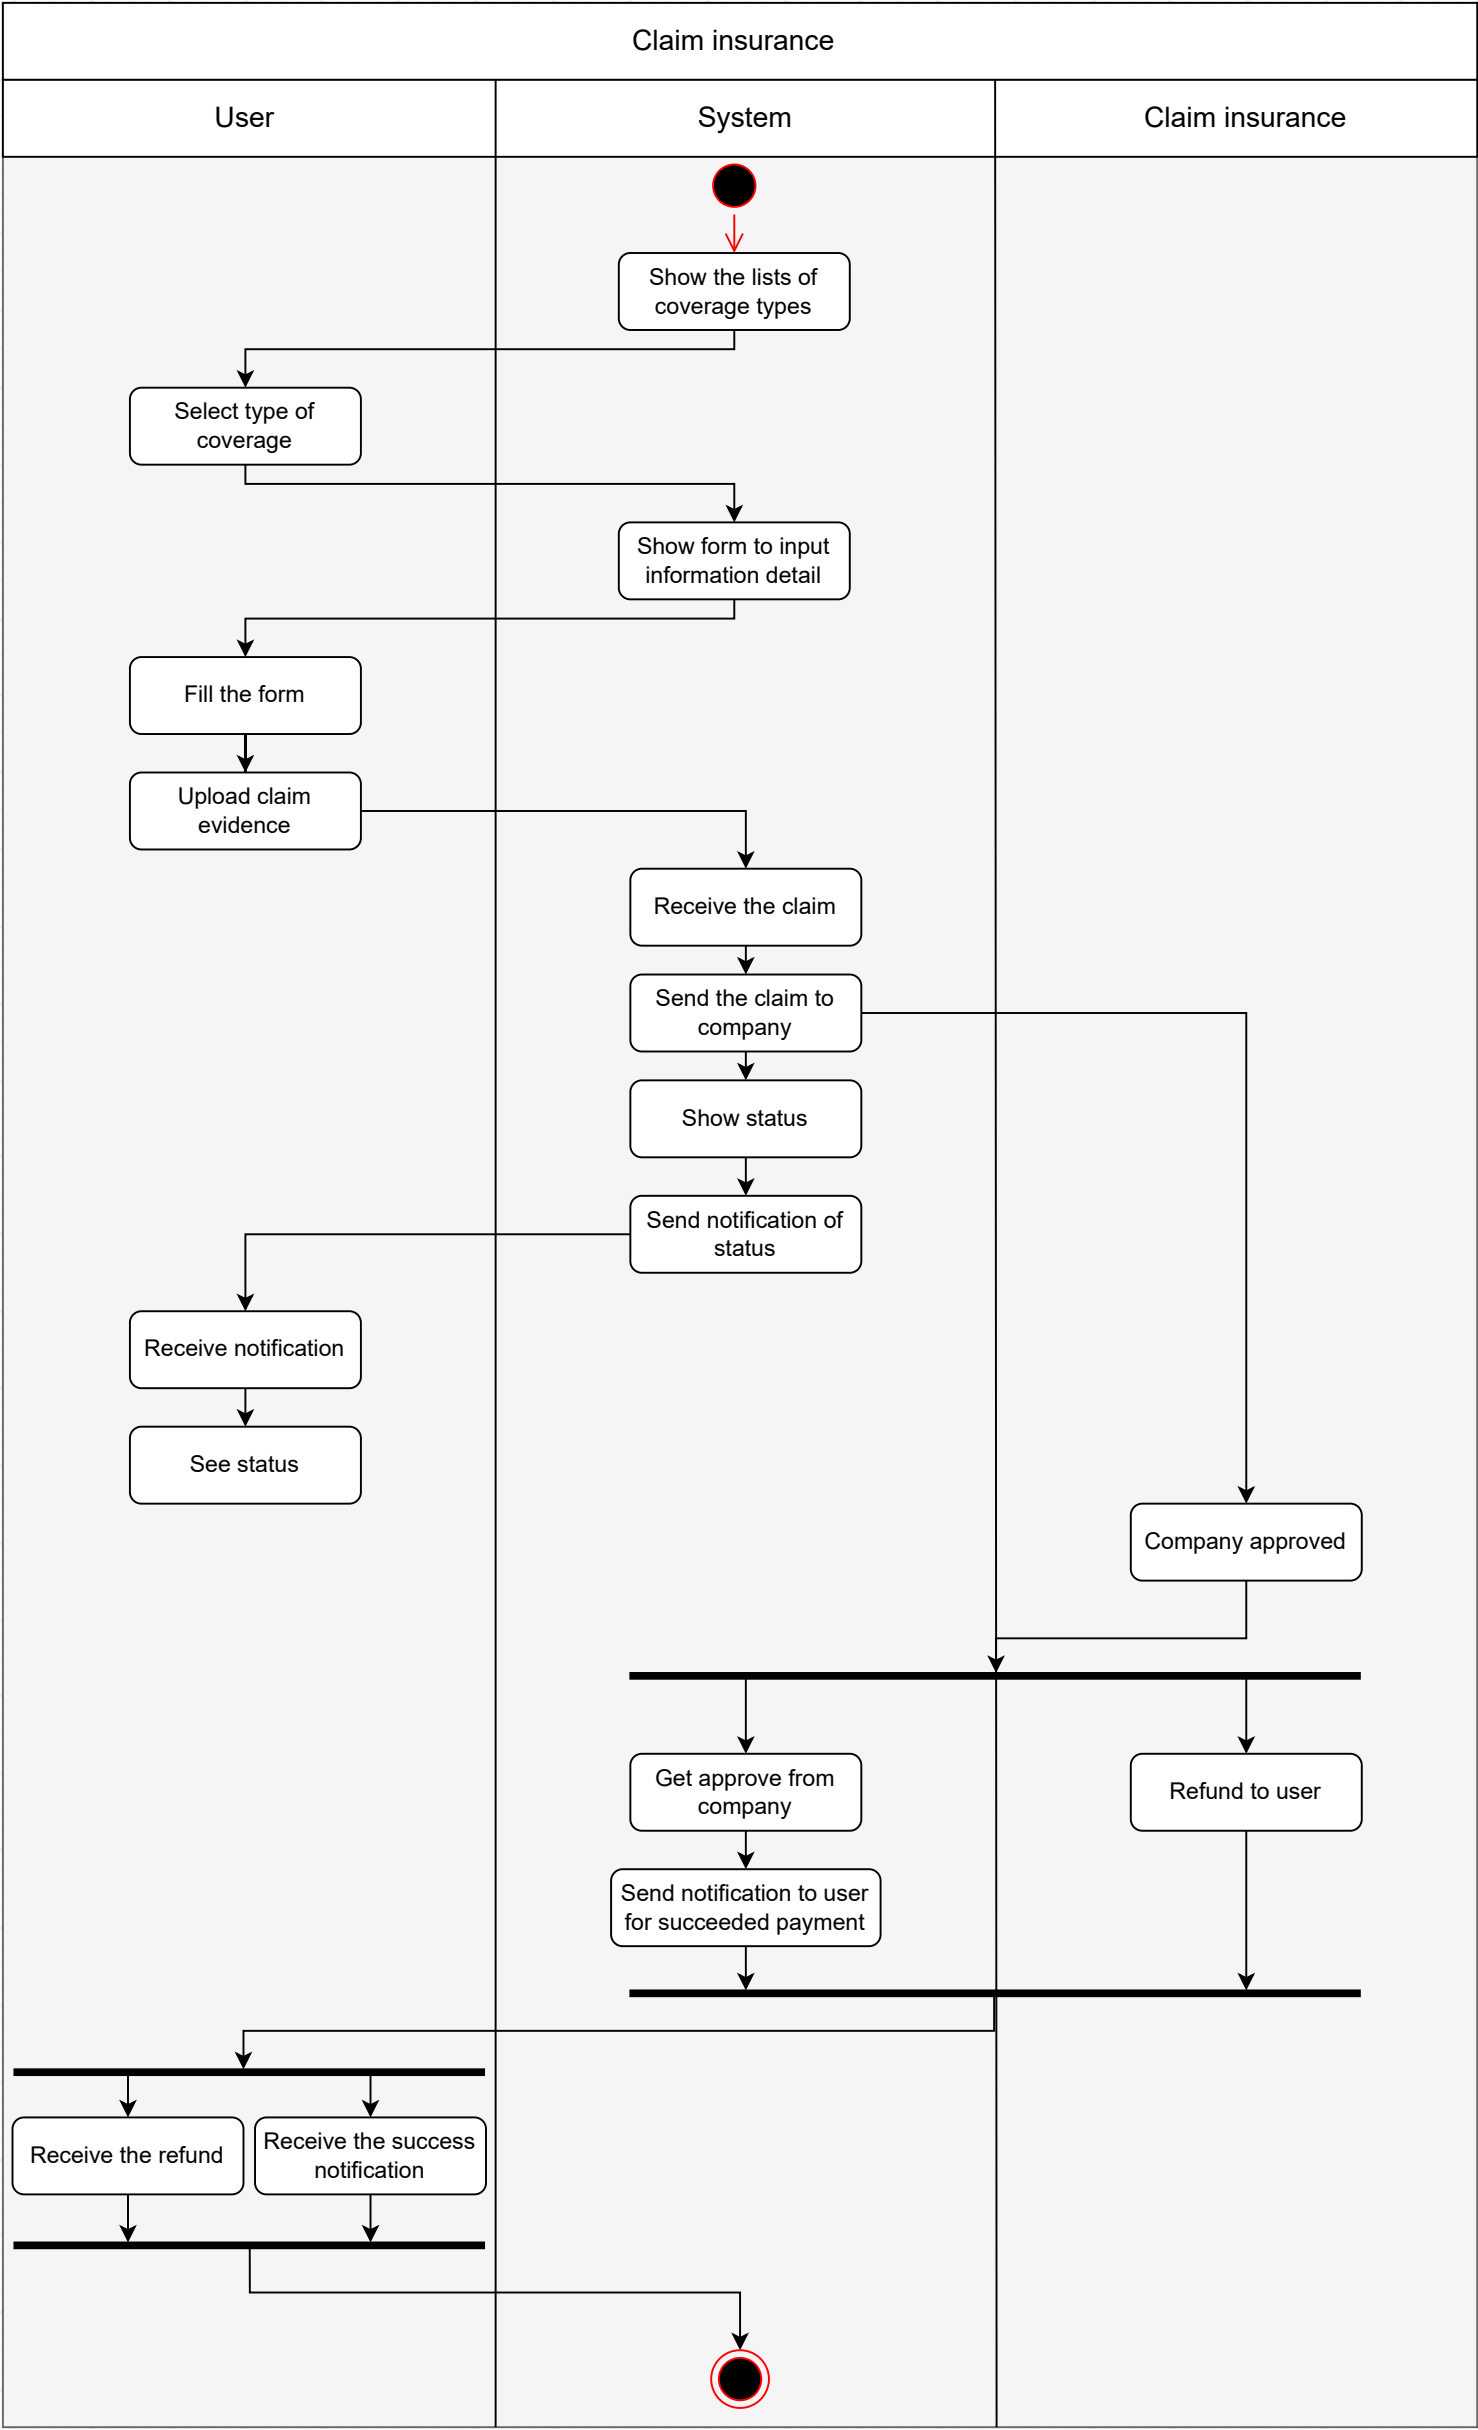 Claim insurance
User
System
Claim insurance
Show the lists of
coverage types
Select type of
coverage
Show form to input
information detail
Fill the form
Upload claim
evidence
Receive the claim
Send the claim to
company
Show status
Send notification of
status
Receive notification
See status
Company approved
Get approve from
company
Refund to user
Send notification to user
for succeeded payment
Receive the refund
Receive the success
notification